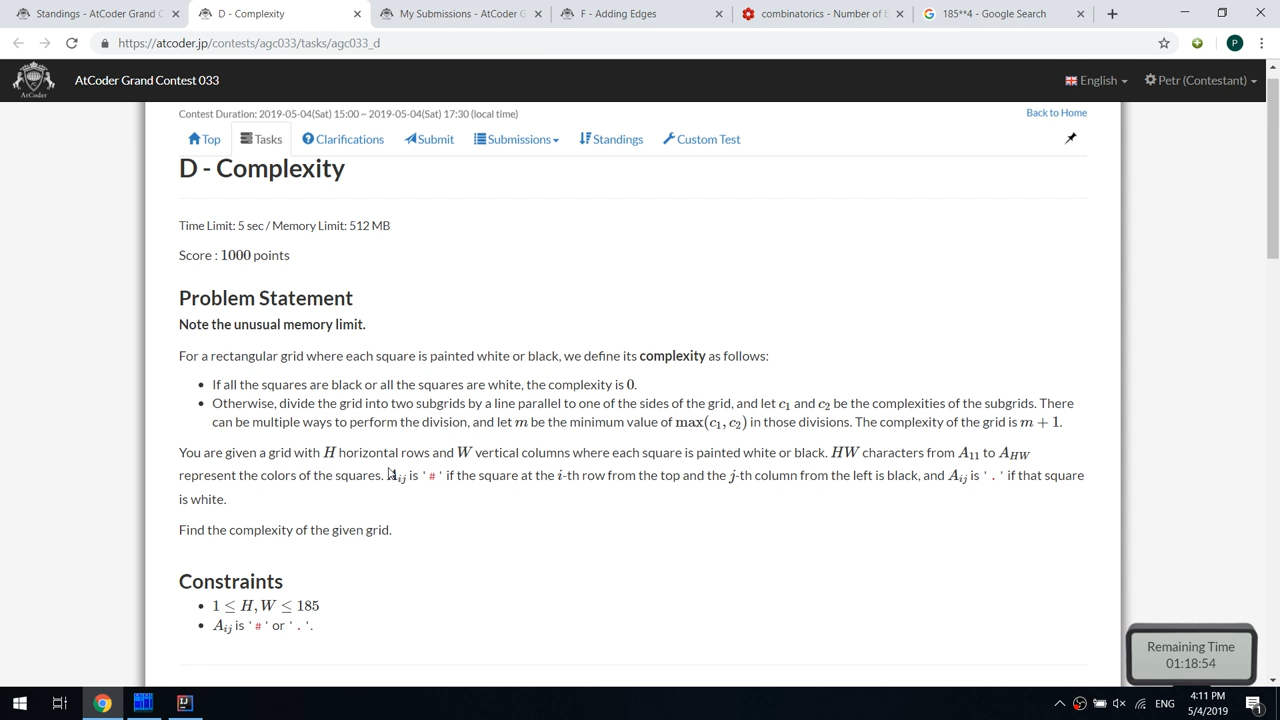 Standings - AtCoder Grand C
D - Complexity
My Submissions - AtCoder G
F - Adding Edges
combinatorics - Number of b
185**4 - Google Search
https://atcoder.jp/contests/agc033/tasks/agc033_d
P
AtCoder
AtCoder Grand Contest 033
English
Petr (Contestant)
Contest Duration: 2019-05-04(Sat) 15:00 ~ 2019-05-04(Sat) 17:30 (local time)
Back to Home
Top
Tasks
Clarifications
Submit
Submissions
Standings
Custom Test
D - Complexity
Time Limit: 5 sec / Memory Limit: 512 MB
Score : 1000 points
Problem Statement
Note the unusual memory limit.
For a rectangular grid where each square is painted white or black, we define its complexity as follows:
• If all the squares are black or all the squares are white, the complexity is 0.
• Otherwise, divide the grid into two subgrids by a line parallel to one of the sides of the grid, and let c1 and c2 be the complexities of the subgrids. There
can be multiple ways to perform the division, and let m be the minimum value of max(c1, c2) in those divisions. The complexity of the grid is m + 1.
You are given a grid with H horizontal rows and W vertical columns where each square is painted white or black. HW characters from A11 to AHW
represent the colors of the squares. Aij is '#' if the square at the i-th row from the top and the j-th column from the left is black, and Aij is '.' if that square
is white.
Find the complexity of the given grid.
Constraints
• 1 ≤ H, W ≤ 185
• Aij is '#' or '.'.
Remaining Time
01:18:54
ENG
4:11 PM
5/4/2019
1